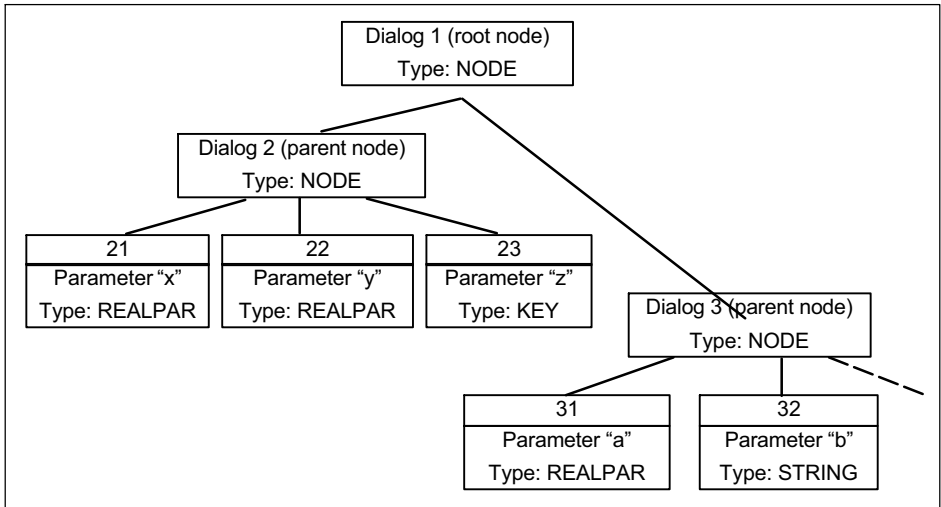 Dialog 1 (root node)
Type: NODE
Dialog 2 (parent node)
Type: NODE
21
Parameter “x”
Type: REALPAR
22
Parameter “y”
Type: REALPAR
23
Parameter “z”
Type: KEY
Dialog 3 (parent node)
Type: NODE
31
Parameter “a”
Type: REALPAR
32
Parameter “b”
Type: STRING